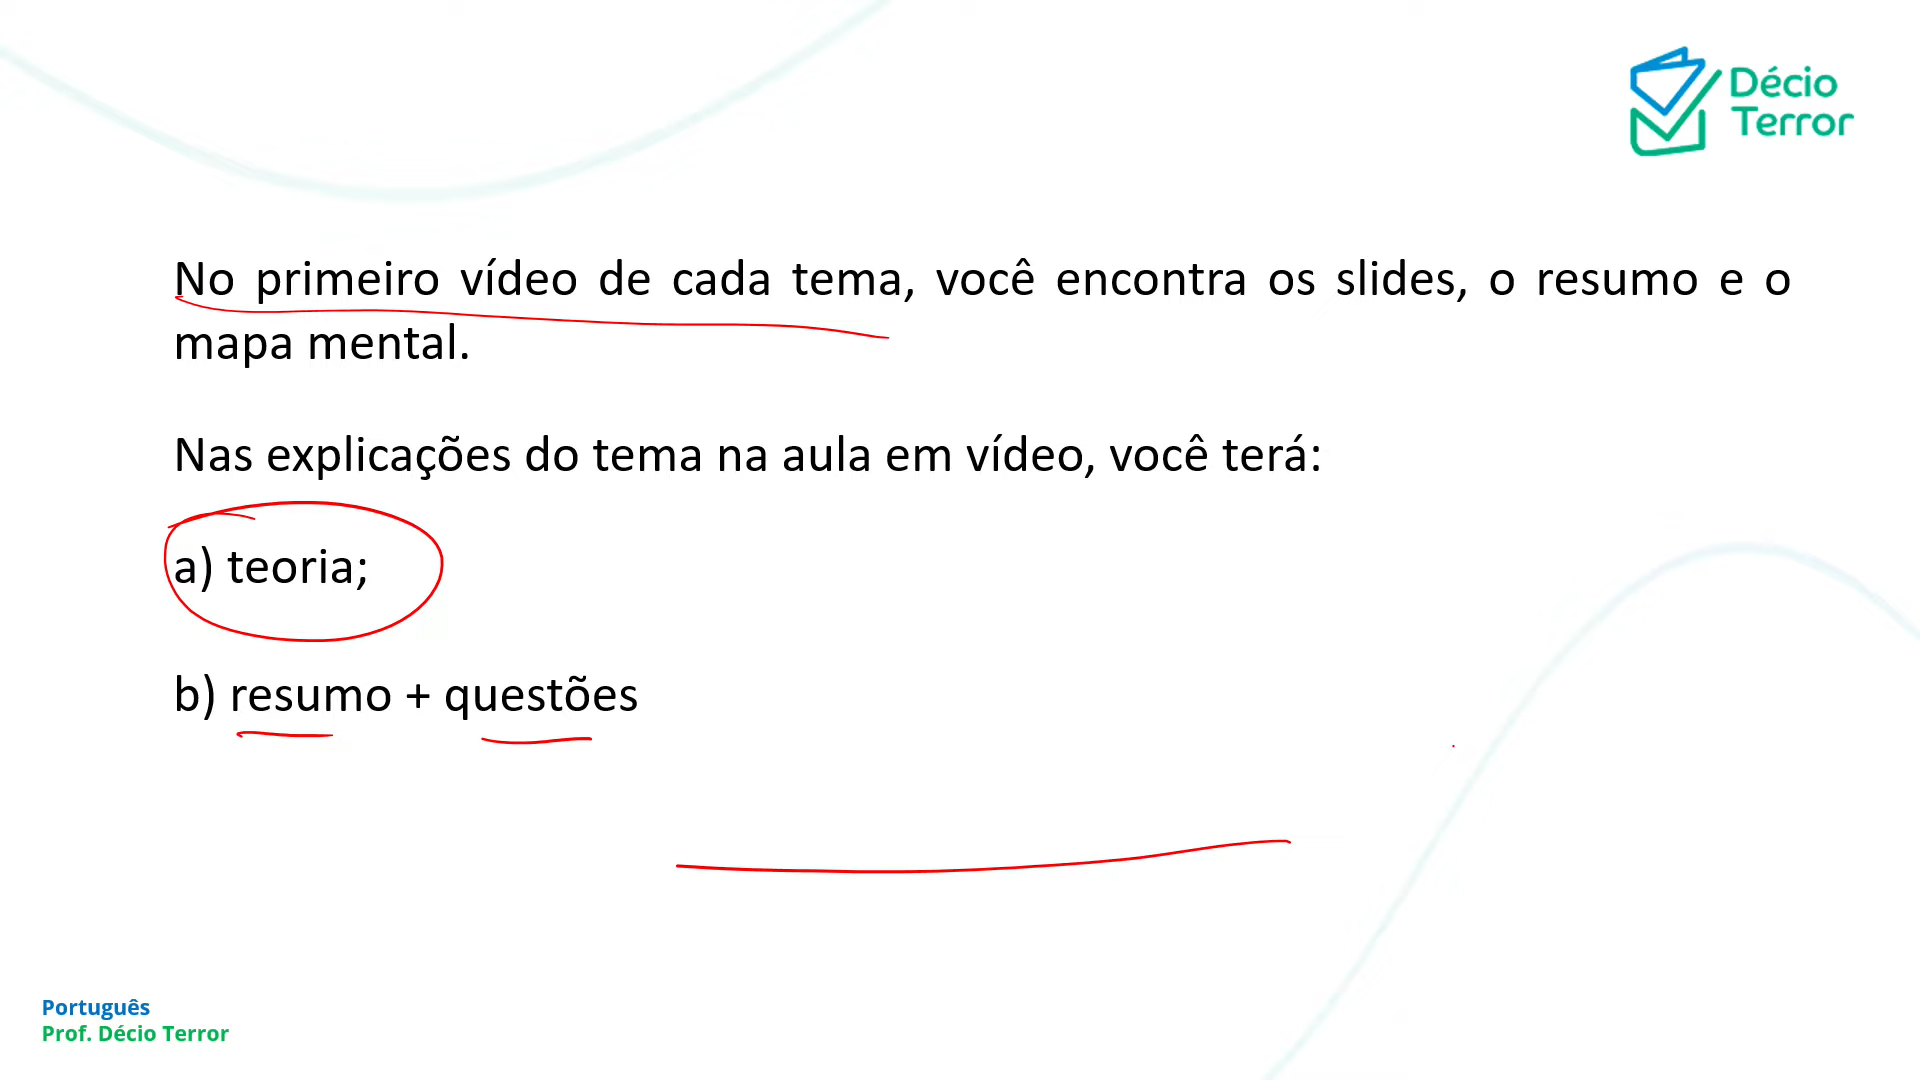 Décio
Terror
No primeiro vídeo de cada tema, você encontra os slides, o resumo e o
mapa mental.
Nas explicações do tema na aula em vídeo, você terá:
a) teoria;
b) resumo + questões
Português
Prof. Décio Terror